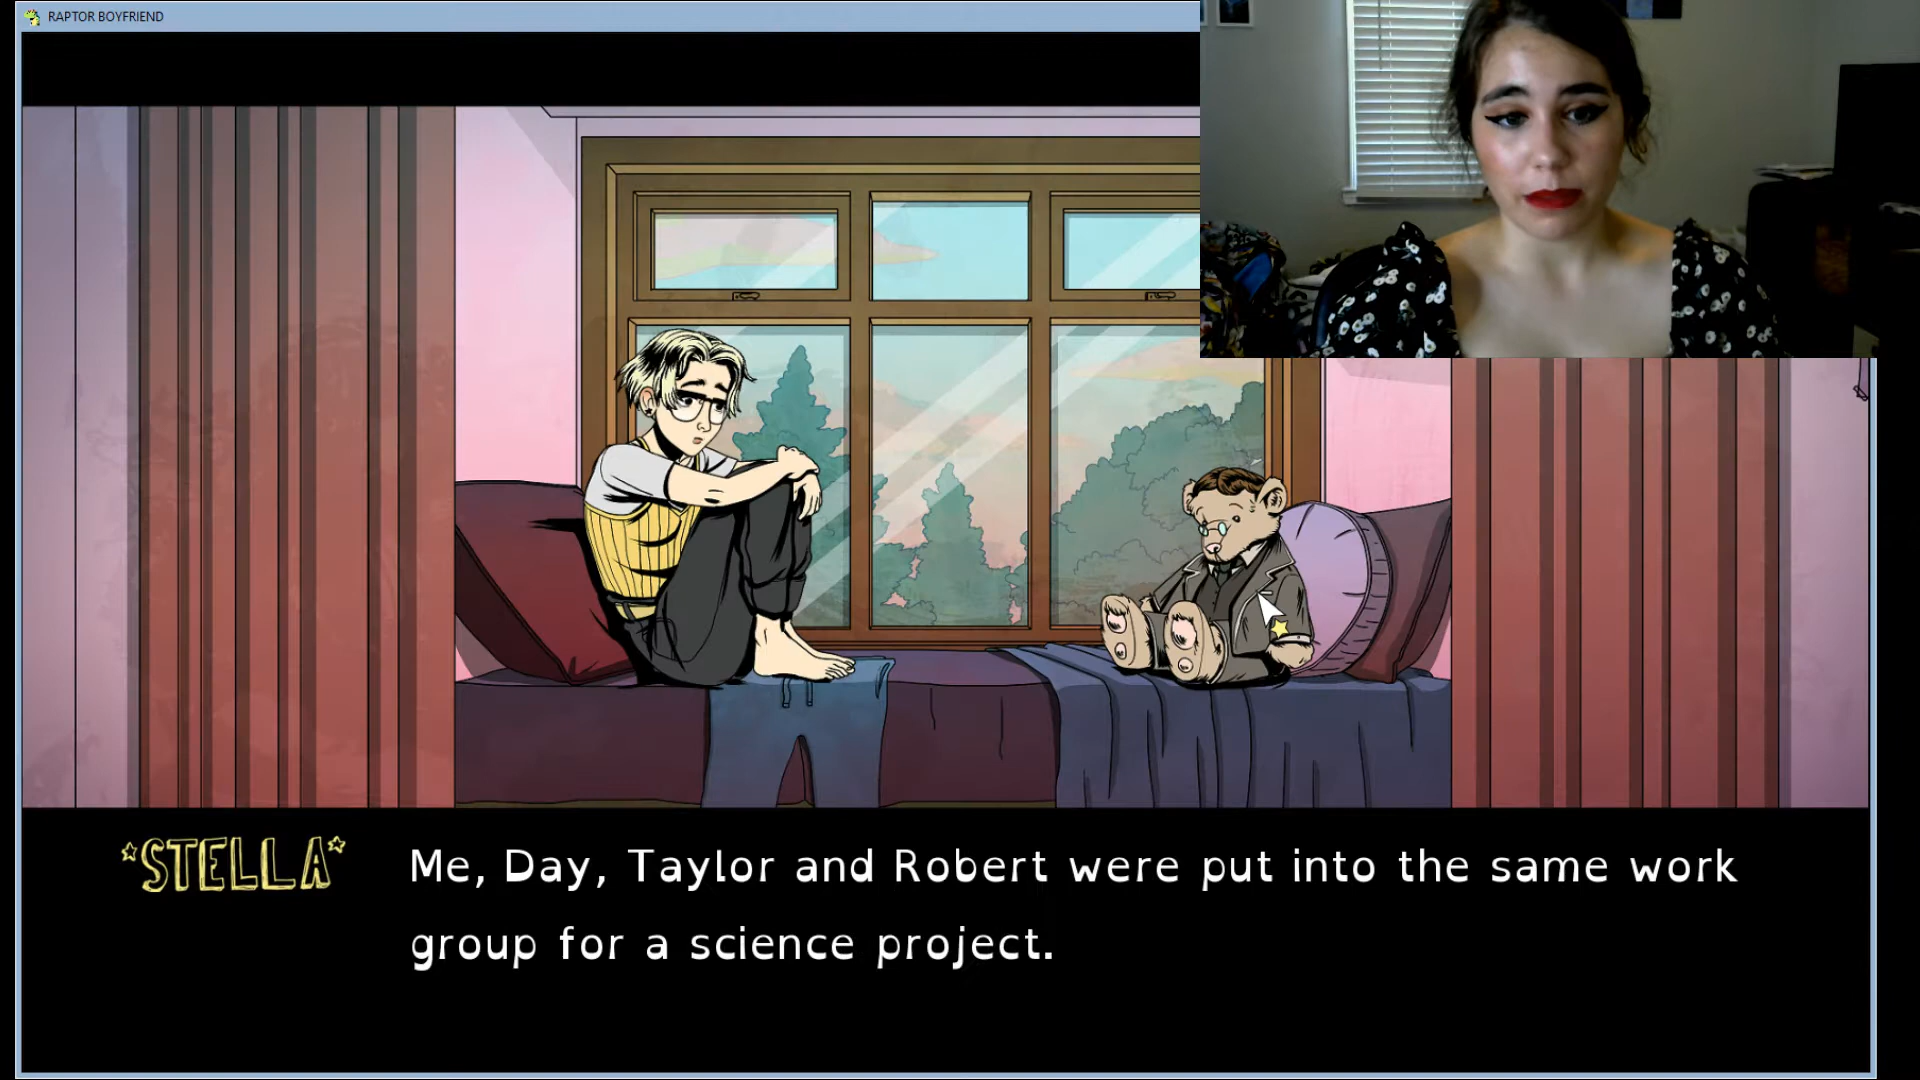 RAPTOR BOYFRIEND
*STELLA*
Me, Day, Taylor and Robert were put into the same work
group for a science project.